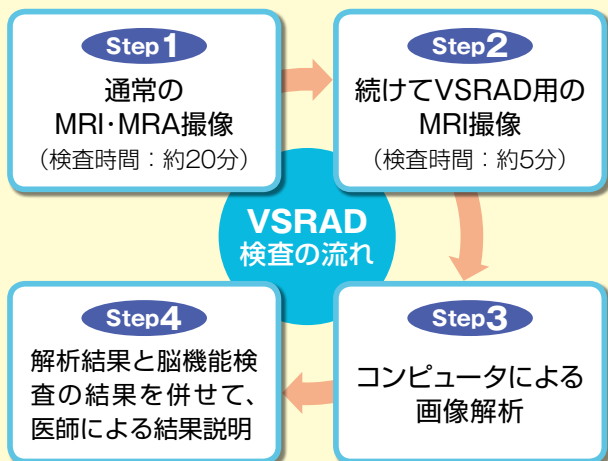 Step1
通常の
MRI･MRA撮像
（検査時間：約20分）
Step2
続けてVSRAD用の
MRI撮像
（検査時間：約5分）
VSRAD
検査の流れ
Step3
コンピュータによる
画像解析
Step4
解析結果と脳機能検
査の結果を併せて、
医師による結果説明